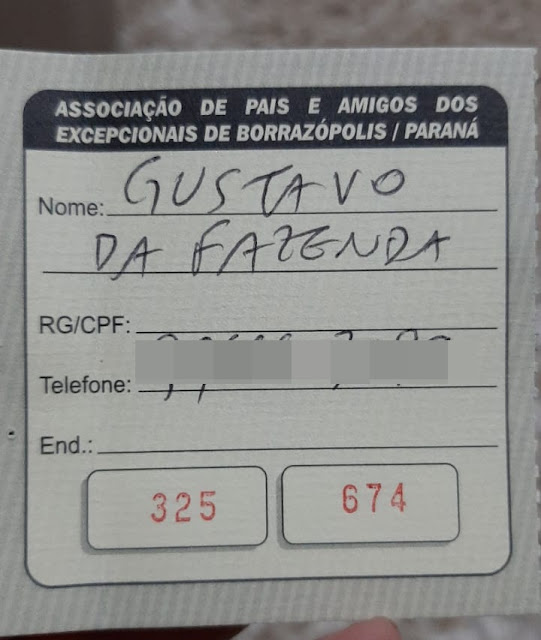 ASSOCIAÇÃO DE PAIS E AMIGOS DOS
EXCEPCIONAIS DE BORRAZÓPOLIS / PARANÁ
Nome: GUSTAVO
DA FAZENDA
RG/CPF:
Telefone:
End.:
325 674